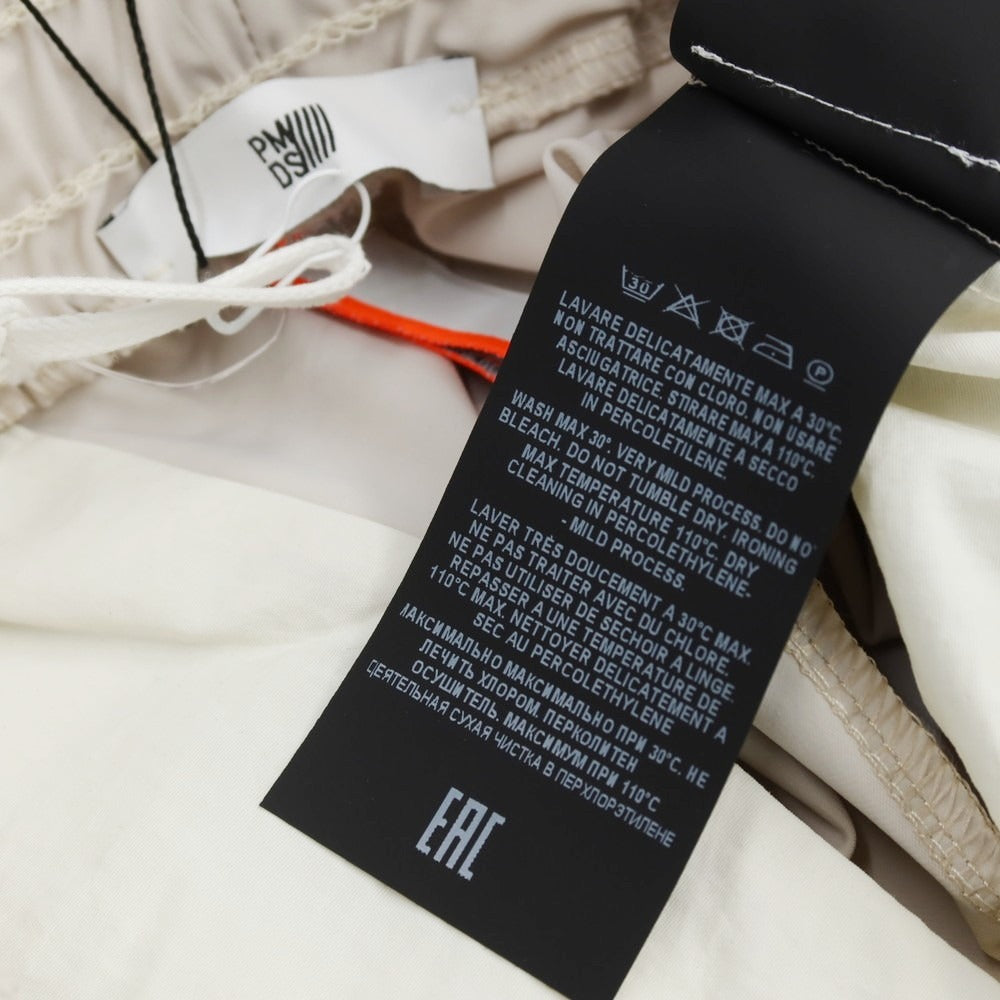 PM
DS
30
P
LAVARE DELICATAMENTE MAX A 30°C.
NON TRATTARE CON CLORO. NON USARE
ASCIUGATRICE. STIRARE MAX A 110°C.
LAVARE DELICATAMENTE A SECCO
IN PERCOLETILENE
WASH MAX 30°. VERY MILD PROCESS. DO NO
BLEACH. DO NOT TUMBLE DRY. IRONING
MAX TEMPERATURE 110°C. DRY
CLEANING IN PERCOLETHYLENE-
- MILD PROCESS
LAVER TRÈS DOUCEMENT A 30°C MAX.
NE PAS TRAITER AVEC DU CHLORE.
NE PAS UTILISER DE SECHOIR A LINGE.
REPASSER A UNE TEMPERATURE DE
110°C MAX. NETTOYER DELICATEMENT A
SEC AU PERCOLETHYLENE
МАКСИМАЛЬНО МАКСИМАЛЬНО ПРИ 30°C. НЕ
ЛЕЧИТЬ ХЛОРОМ. ПЕРКОЛИТЕН
ОСУШИТЕЛЬ. МАКСИМУМ ПРИ 110°C
ДЕЯТЕЛЬНАЯ СУХАЯ ЧИСТКА В ПЕРХЛОРЭТИЛЕНЕ
EAC